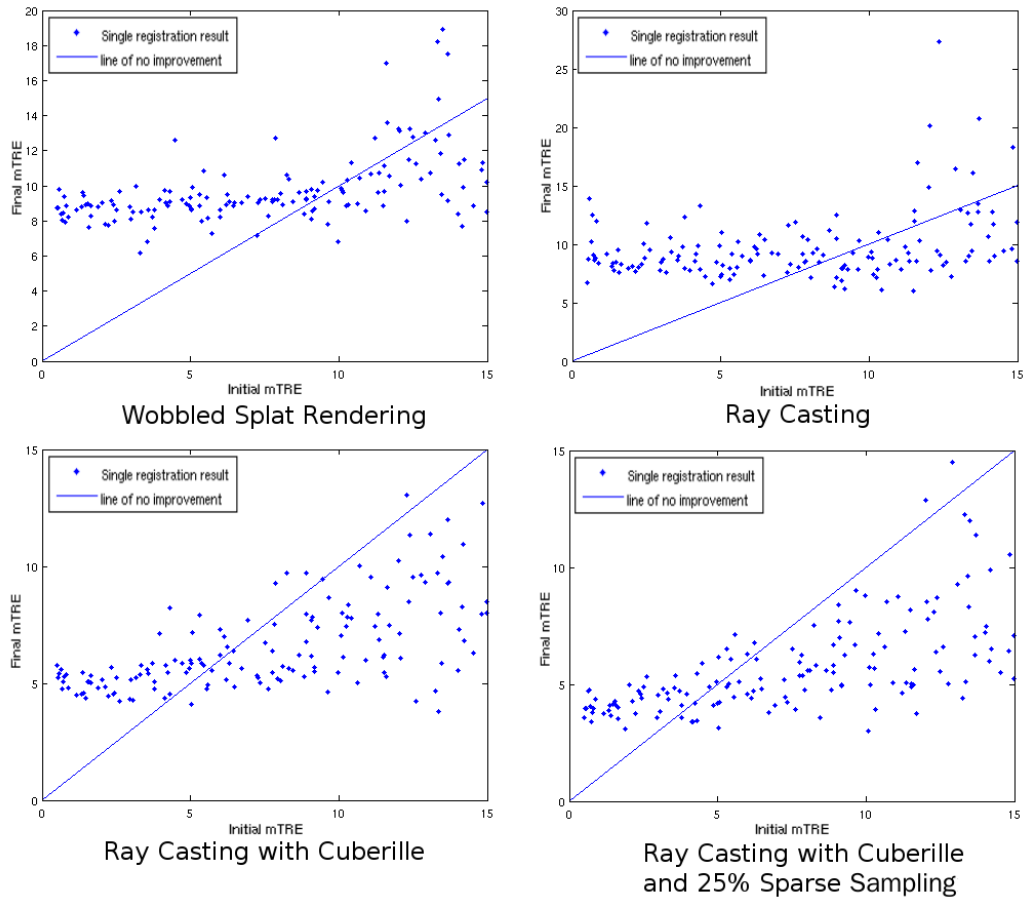 20
18
16
14
12
10
8
6
4
2
0
Final mTRE
Single registration result
line of no improvement
0
5
10
15
Initial mTRE
Wobbled Splat Rendering
30
25
20
15
10
5
0
Final mTRE
Single registration result
line of no improvement
0
5
10
15
Initial mTRE
Ray Casting
15
10
5
0
Final mTRE
Single registration result
line of no improvement
0
5
10
15
Initial mTRE
Ray Casting with Cuberille
15
10
5
0
Final mTRE
Single registration result
line of no improvement
0
5
10
15
Initial mTRE
Ray Casting with Cuberille
and 25% Sparse Sampling